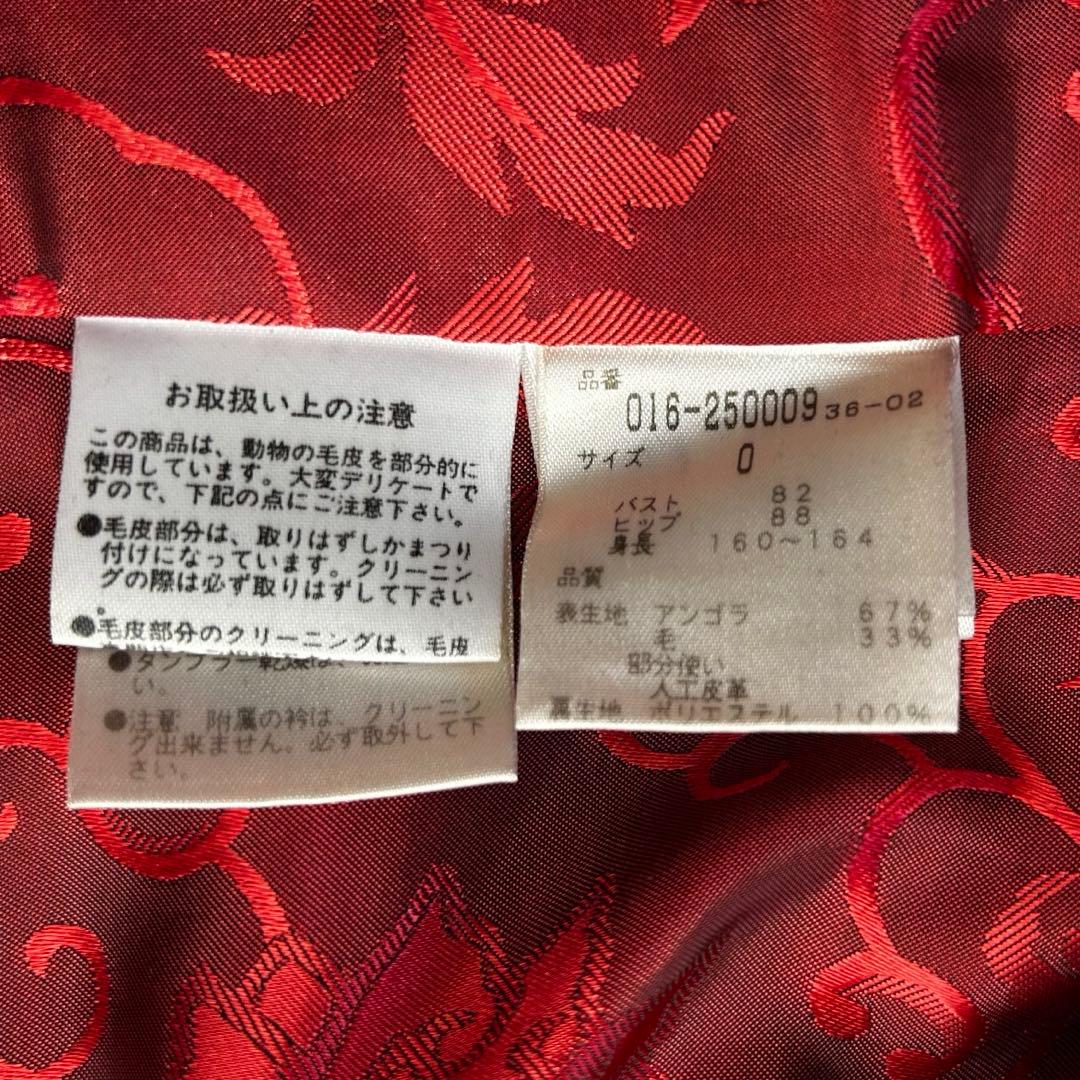 お取扱い上の注意
この商品は、動物の毛皮を部分的に
使用しています。大変デリケートで
すので、下記の点にご注意下さい。
●毛皮部分は、取りはずしかまつり
付けになっています。クリーニン
グの際は必ず取りはずして下さい
。
●毛皮部分のクリーニングは、毛皮
●タンブラー乾燥は、
い。
●注意 附属の衿は、クリーニン
グ出来ません。必ず取外して下
さい。
品番
016-250009 36-02
サイズ 0
バスト 82
ヒップ 88
身長 160〜164
品質
表生地 アンゴラ 67%
毛 33%
部分使い
人工皮革
裏生地 ポリエステル 100%